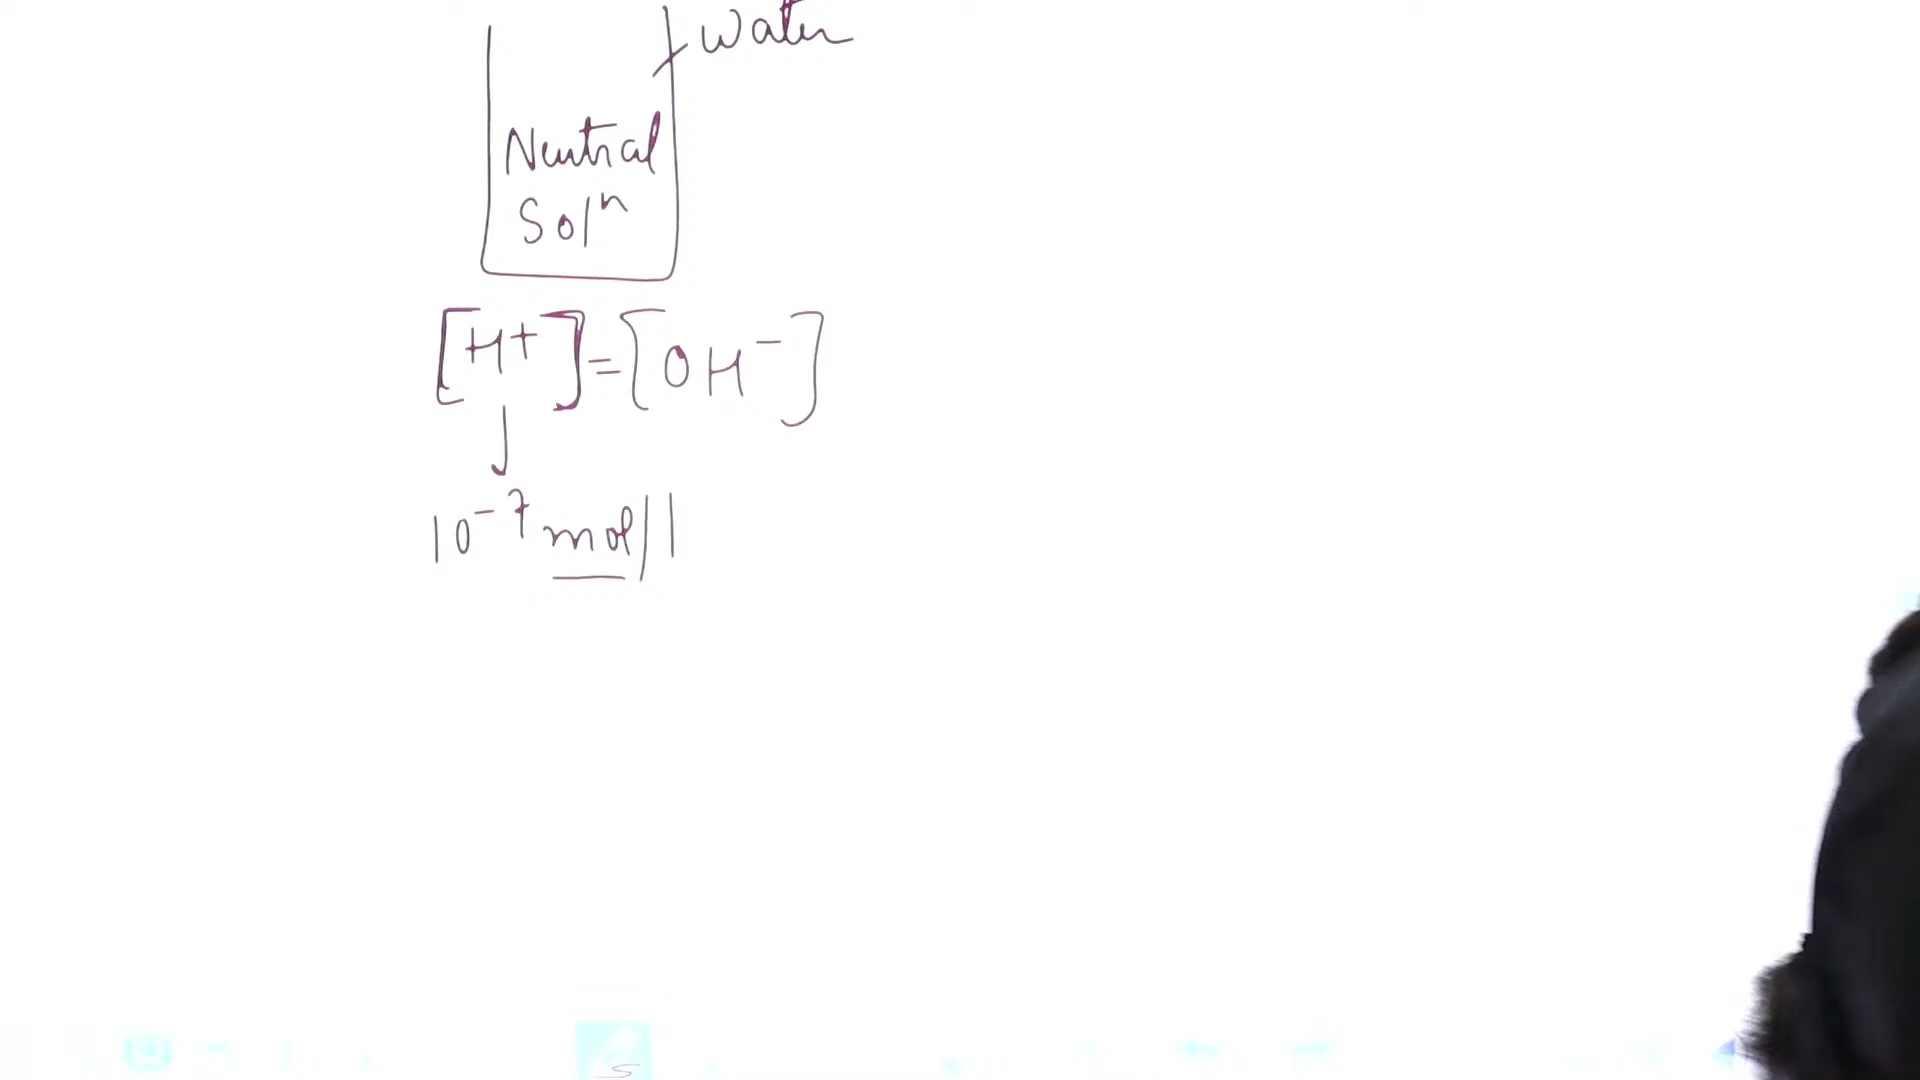 Water
Neutral
Solⁿ
[H+] = [OH⁻]
10⁻⁷ mol/l